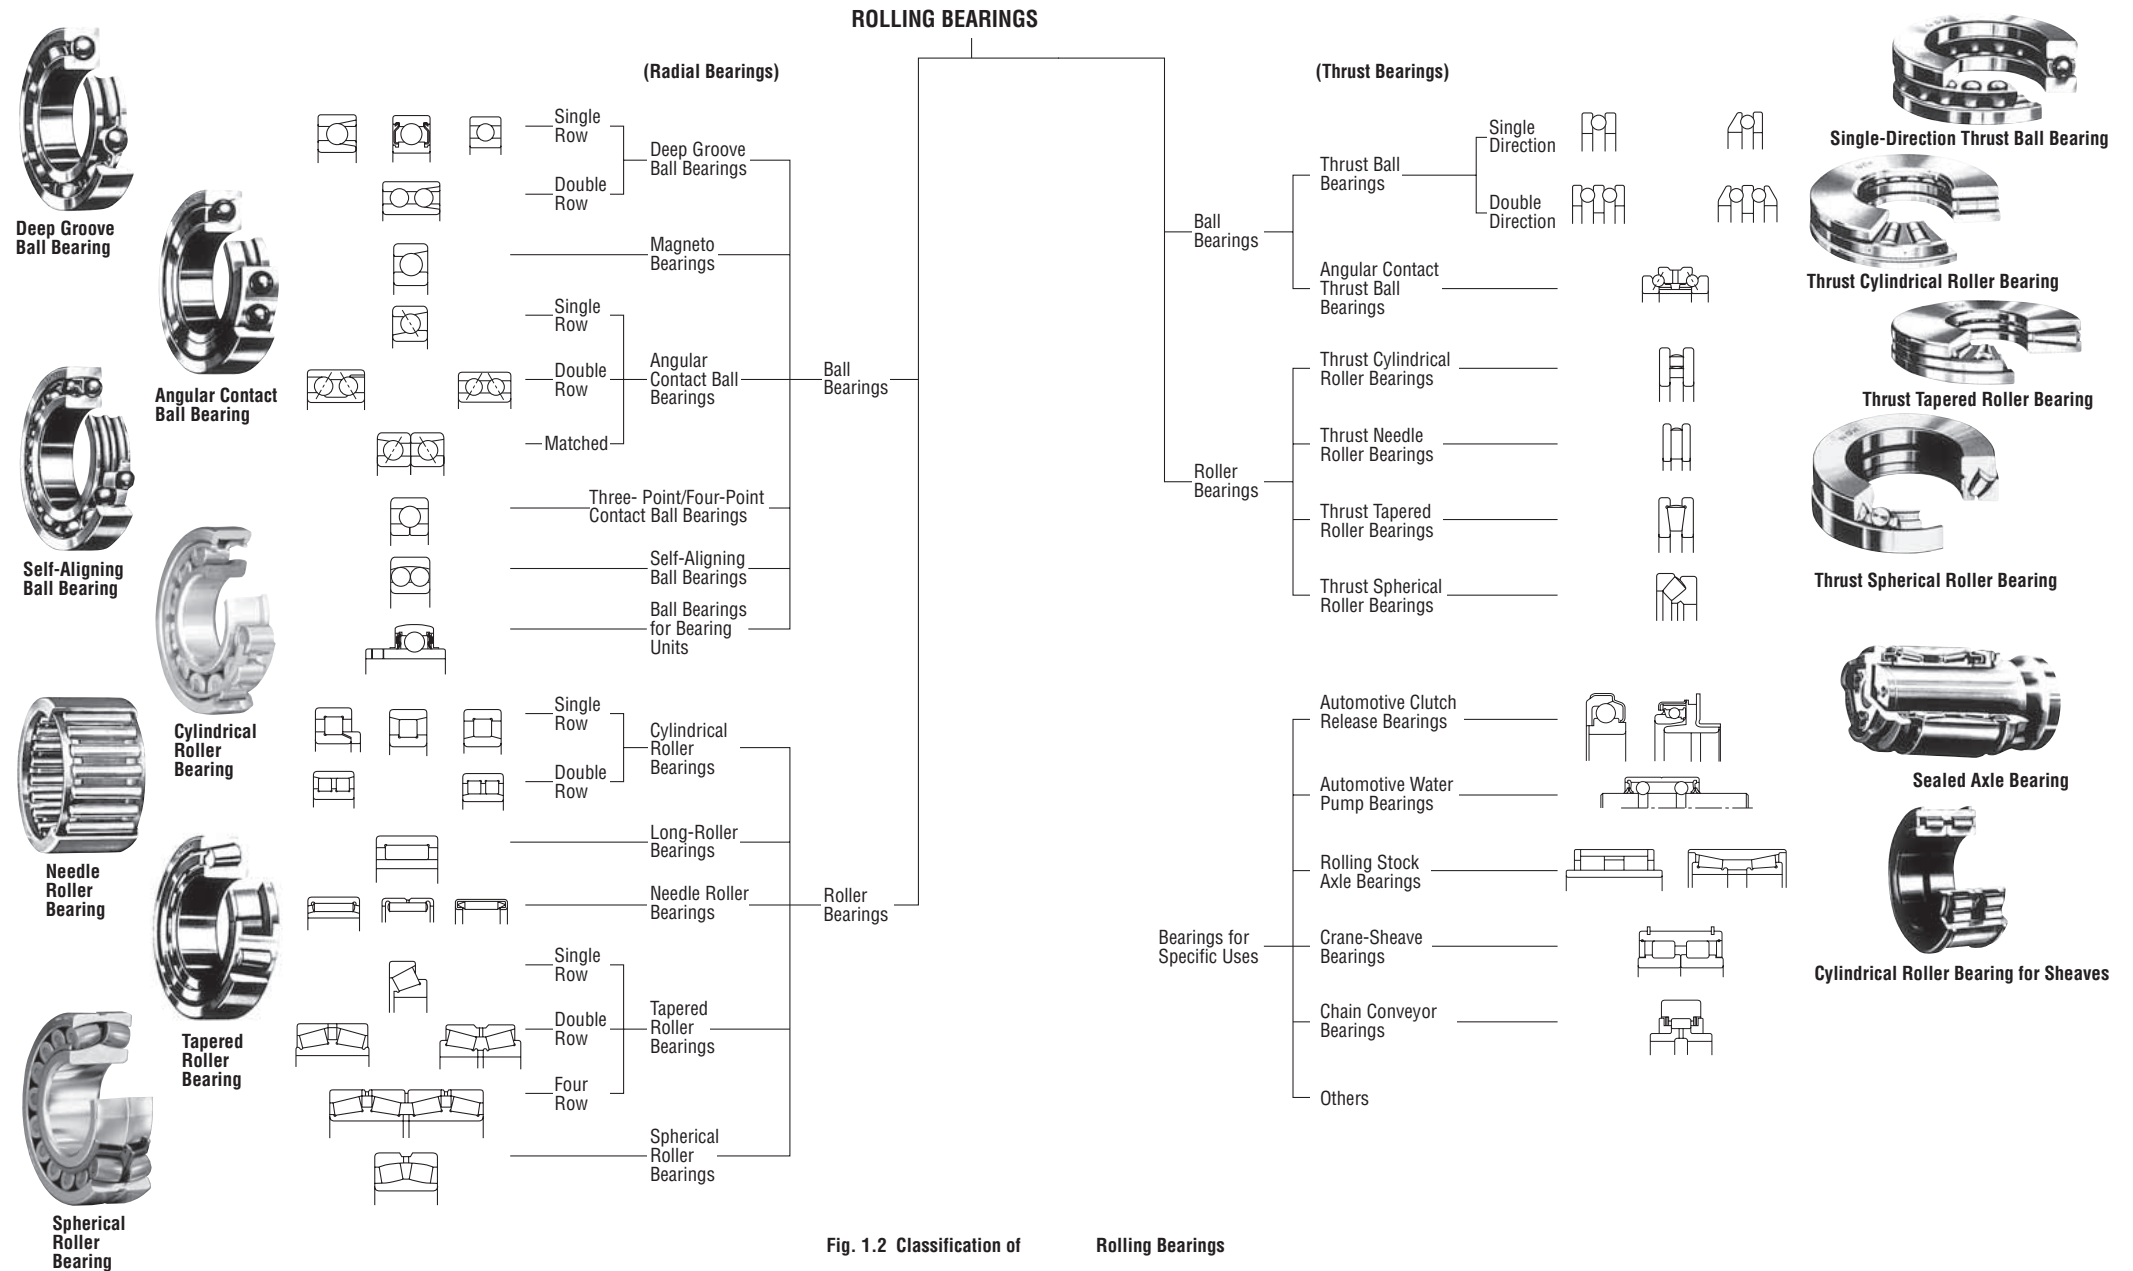 ROLLING BEARINGS
(Radial Bearings)
(Thrust Bearings)
Deep Groove
Ball Bearing
Angular Contact
Ball Bearing
Self-Aligning
Ball Bearing
Cylindrical
Roller
Bearing
Needle
Roller
Bearing
Tapered
Roller
Bearing
Spherical
Roller
Bearing
Single
Row
Double
Row
Deep Groove
Ball Bearings
Magneto
Bearings
Single
Row
Double
Row
Matched
Angular
Contact Ball
Bearings
Three- Point/Four-Point
Contact Ball Bearings
Self-Aligning
Ball Bearings
Ball Bearings
for Bearing
Units
Ball
Bearings
Single
Row
Double
Row
Cylindrical
Roller
Bearings
Long-Roller
Bearings
Needle Roller
Bearings
Single
Row
Double
Row
Four
Row
Tapered
Roller
Bearings
Spherical
Roller
Bearings
Roller
Bearings
Ball
Bearings
Thrust Ball
Bearings
Single
Direction
Double
Direction
Angular Contact
Thrust Ball
Bearings
Roller
Bearings
Thrust Cylindrical
Roller Bearings
Thrust Needle
Roller Bearings
Thrust Tapered
Roller Bearings
Thrust Spherical
Roller Bearings
Bearings for
Specific Uses
Automotive Clutch
Release Bearings
Automotive Water
Pump Bearings
Rolling Stock
Axle Bearings
Crane-Sheave
Bearings
Chain Conveyor
Bearings
Others
Single-Direction Thrust Ball Bearing
Thrust Cylindrical Roller Bearing
Thrust Tapered Roller Bearing
Thrust Spherical Roller Bearing
Sealed Axle Bearing
Cylindrical Roller Bearing for Sheaves
Fig. 1.2 Classification of Rolling Bearings